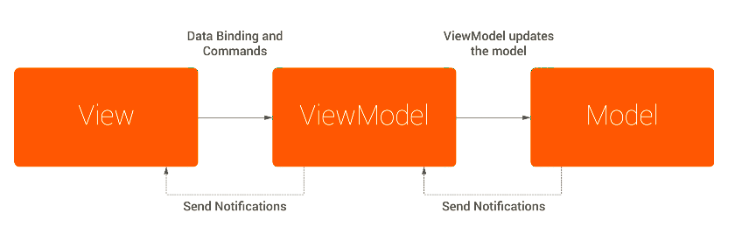 Data Binding and
Commands
ViewModel updates
the model
View
ViewModel
Model
Send Notifications
Send Notifications